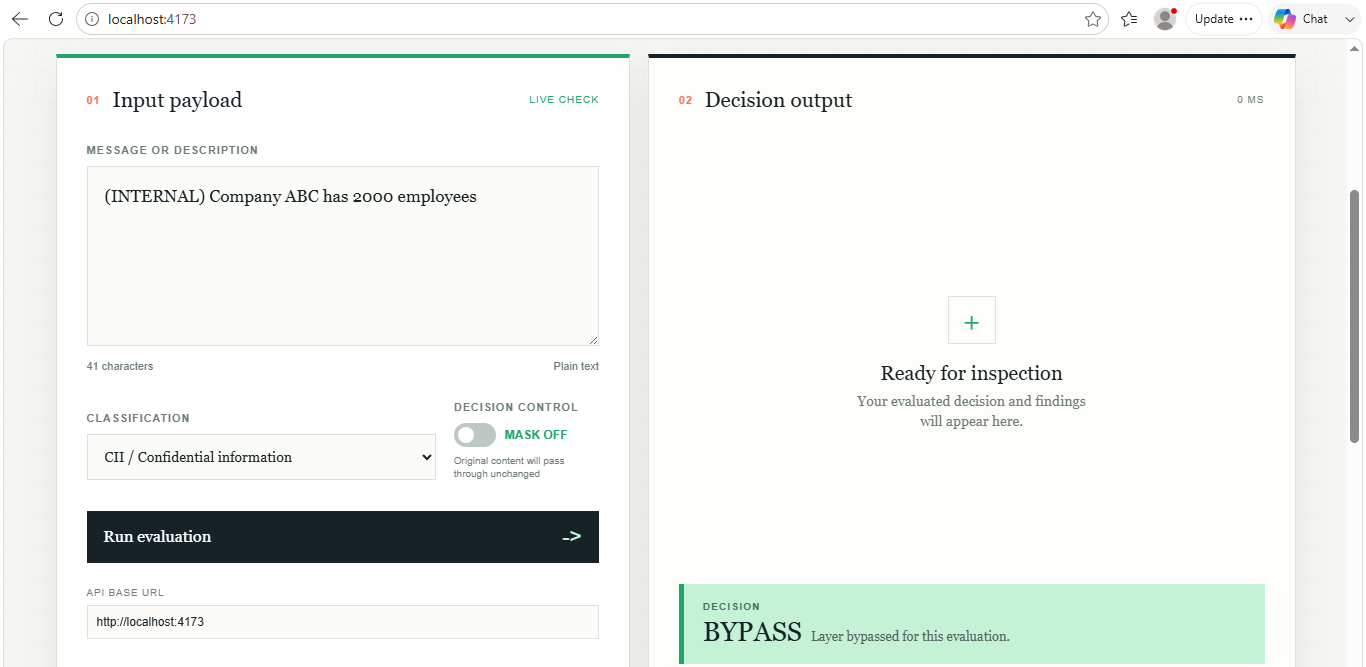 localhost:4173
Update
Chat
01 Input payload
LIVE CHECK
MESSAGE OR DESCRIPTION
(INTERNAL) Company ABC has 2000 employees
41 characters
Plain text
CLASSIFICATION
CII / Confidential information
DECISION CONTROL
MASK OFF
Original content will pass
through unchanged
Run evaluation ->
API BASE URL
http://localhost:4173
02 Decision output
0 MS
+
Ready for inspection
Your evaluated decision and findings
will appear here.
DECISION
BYPASS Layer bypassed for this evaluation.